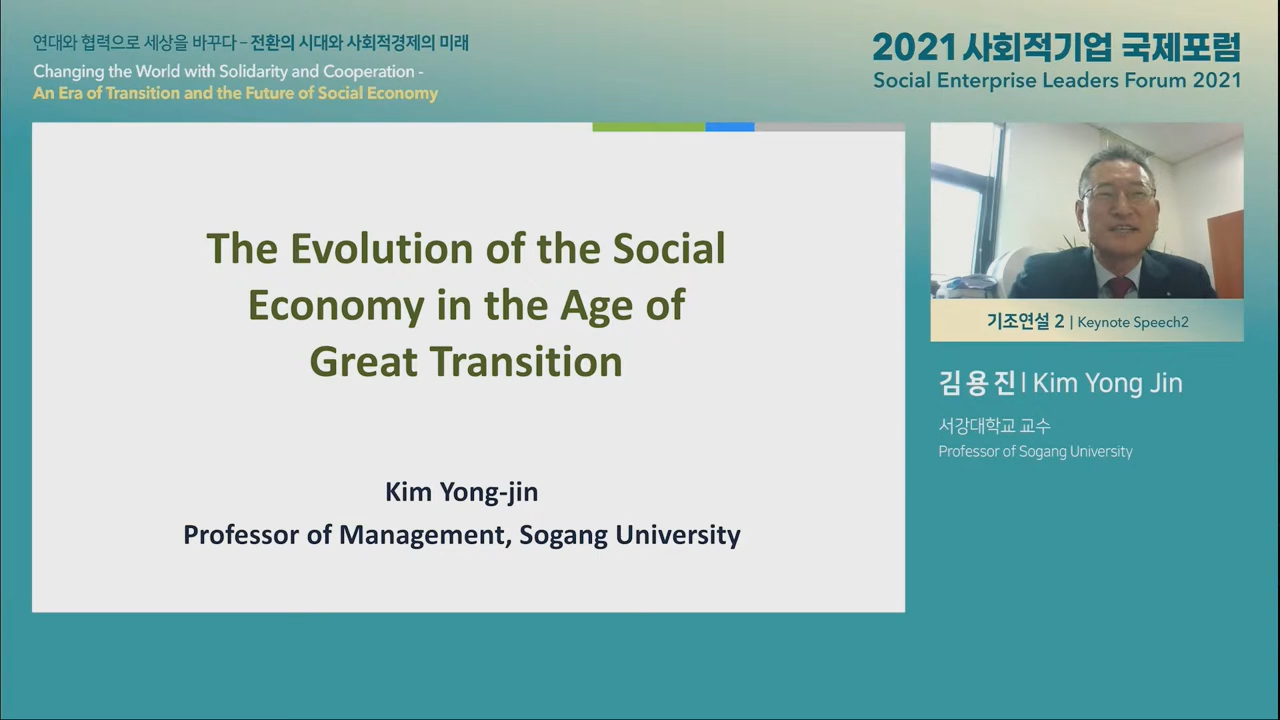 연대와 협력으로 세상을 바꾸다 – 전환의 시대와 사회적경제의 미래
Changing the World with Solidarity and Cooperation -
An Era of Transition and the Future of Social Economy
2021 사회적기업 국제포럼
Social Enterprise Leaders Forum 2021
The Evolution of the Social
Economy in the Age of
Great Transition
Kim Yong-jin
Professor of Management, Sogang University
기조연설 2 | Keynote Speech2
김용진 | Kim Yong Jin
서강대학교 교수
Professor of Sogang University